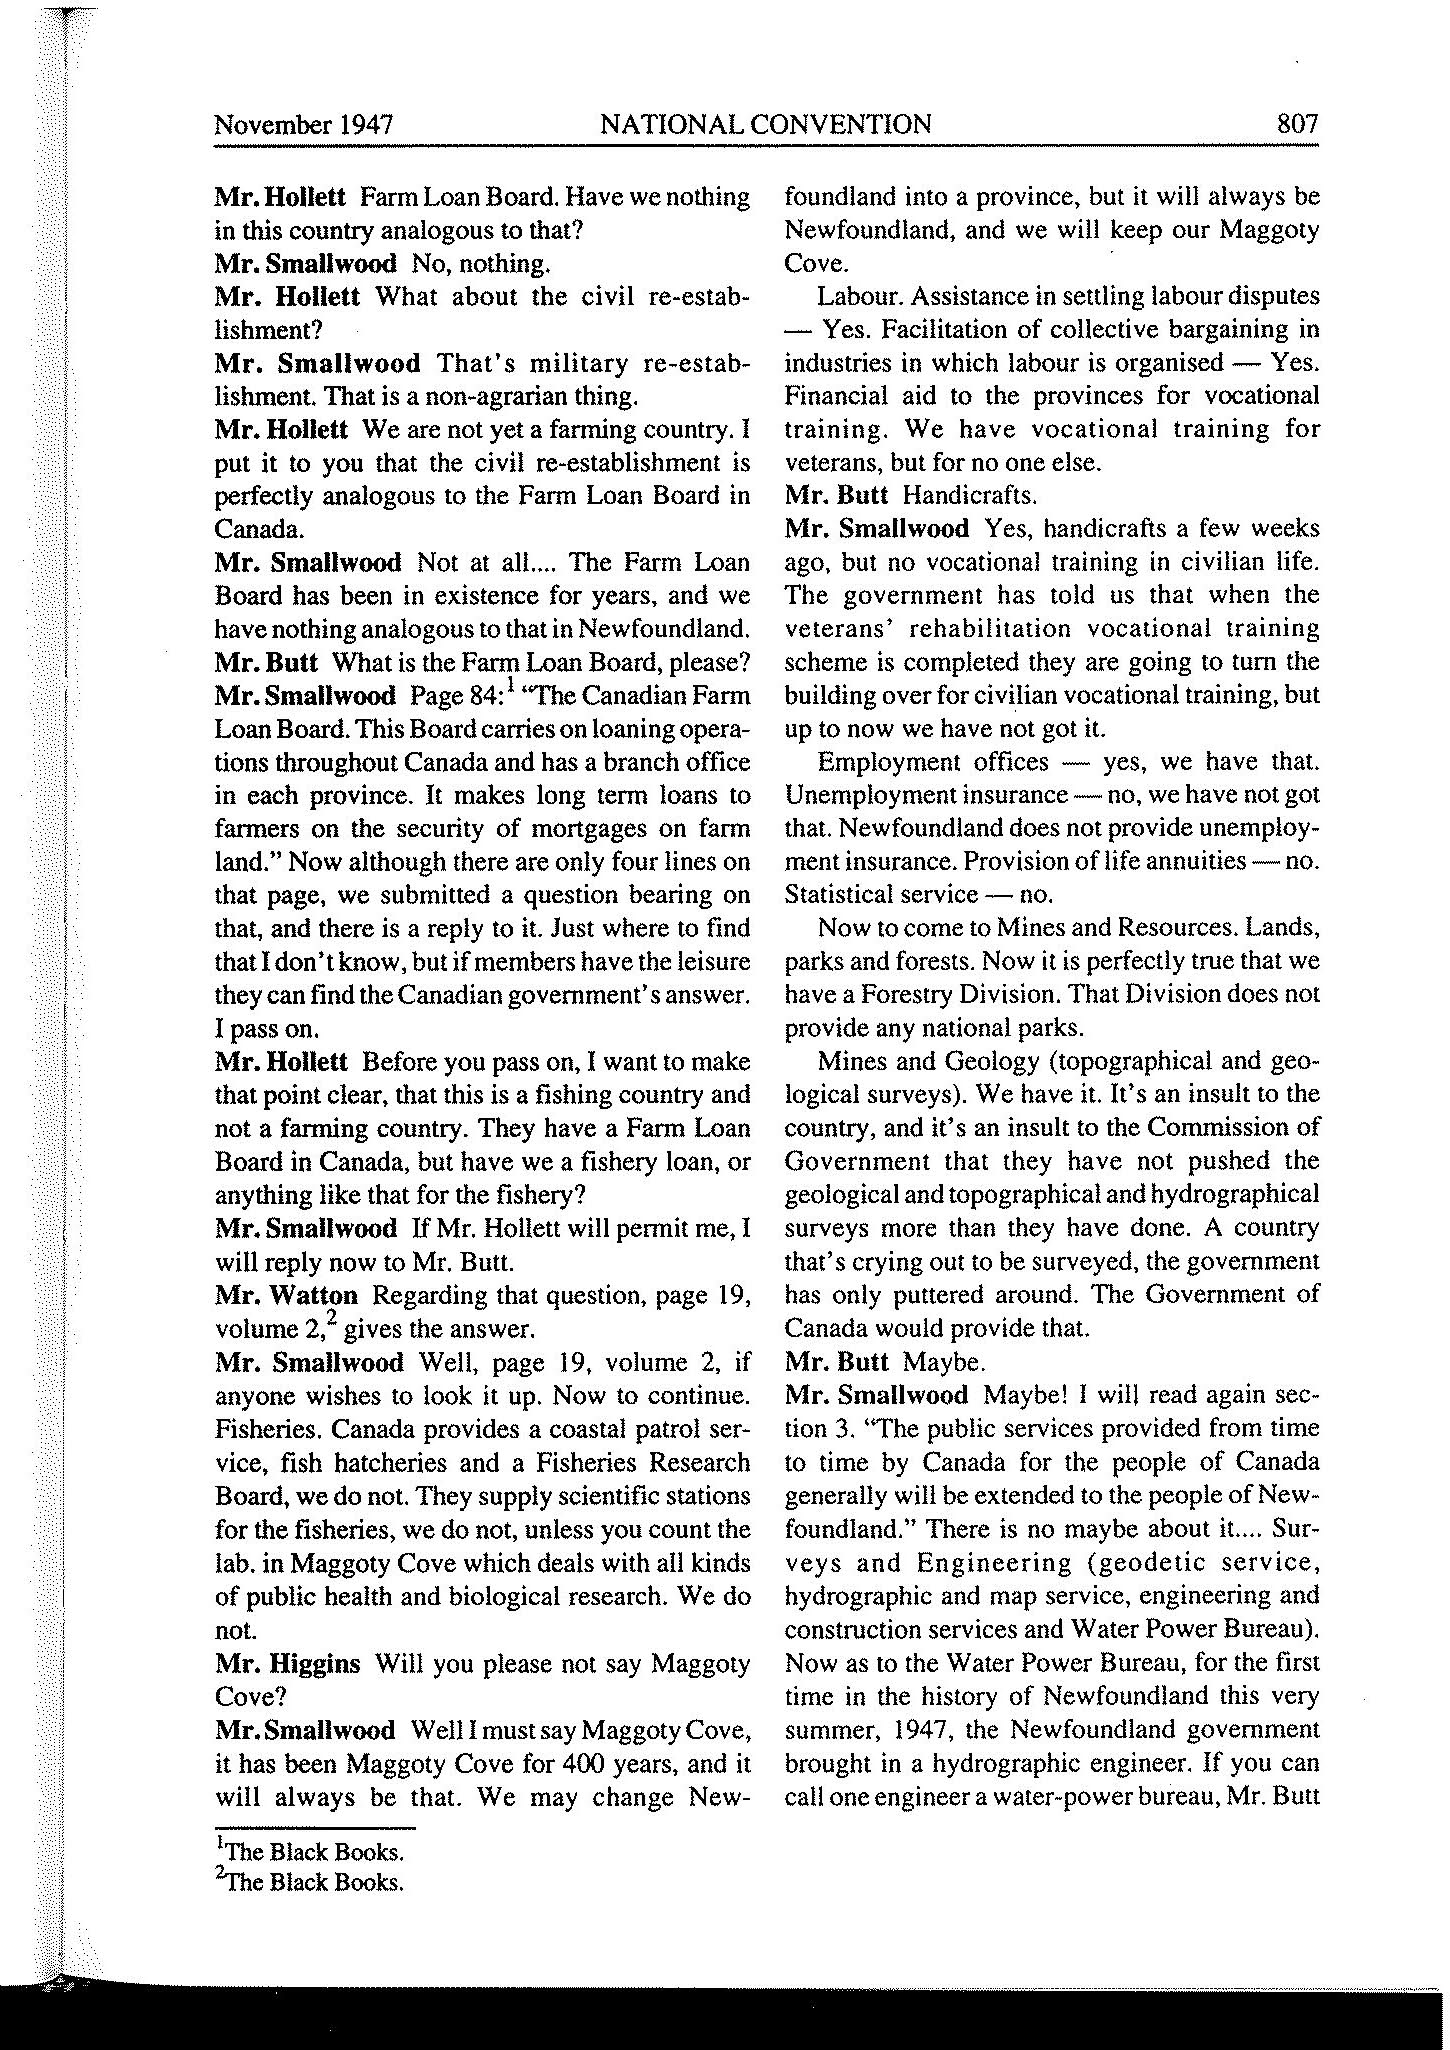 November 1947 NATIONAL CONVENTION 807
Mr. Hollett Farm Loan Board. Have we nothing
in this country analogous to that?
Mr. Smallwood No, nothing.
Mr. Hollett What about the civil re-estab-
lishment?
Mr. Smallwood That's military re-estab-
lishment. That is a non-agrarian thing.
Mr. Hollett We are not yet a farming country. I
put it to you that the civil re-establishment is
perfectly analogous to the Farm Loan Board in
Canada.
Mr. Smallwood Not at all.... The Farm Loan
Board has been in existence for years, and we
have nothing analogous to that in Newfoundland.
Mr. Butt What is the Farm Loan Board, please?
Mr. Smallwood Page 84:¹ "The Canadian Farm
Loan Board. This Board carries on loaning opera-
tions throughout Canada and has a branch office
in each province. It makes long term loans to
farmers on the security of mortgages on farm
land." Now although there are only four lines on
that page, we submitted a question bearing on
that, and there is a reply to it. Just where to find
that I don't know, but if members have the leisure
they can find the Canadian government's answer.
I pass on.
Mr. Hollett Before you pass on, I want to make
that point clear, that this is a fishing country and
not a farming country. They have a Farm Loan
Board in Canada, but have we a fishery loan, or
anything like that for the fishery?
Mr. Smallwood If Mr. Hollett will permit me, I
will reply now to Mr. Butt.
Mr. Watton Regarding that question, page 19,
volume 2,² gives the answer.
Mr. Smallwood Well, page 19, volume 2, if
anyone wishes to look it up. Now to continue.
Fisheries. Canada provides a coastal patrol ser-
vice, fish hatcheries and a Fisheries Research
Board, we do not. They supply scientific stations
for the fisheries, we do not, unless you count the
lab. in Maggoty Cove which deals with all kinds
of public health and biological research. We do
not.
Mr. Higgins Will you please not say Maggoty
Cove?
Mr. Smallwood Well I must say Maggoty Cove,
it has been Maggoty Cove for 400 years, and it
will always be that. We may change New-
¹The Black Books.
²The Black Books.
foundland into a province, but it will always be
Newfoundland, and we will keep our Maggoty
Cove.
Labour. Assistance in settling labour disputes
— Yes. Facilitation of collective bargaining in
industries in which labour is organised — Yes.
Financial aid to the provinces for vocational
training. We have vocational training for
veterans, but for no one else.
Mr. Butt Handicrafts.
Mr. Smallwood Yes, handicrafts a few weeks
ago, but no vocational training in civilian life.
The government has told us that when the
veterans' rehabilitation vocational training
scheme is completed they are going to turn the
building over for civilian vocational training, but
up to now we have not got it.
Employment offices — yes, we have that.
Unemployment insurance — no, we have not got
that. Newfoundland does not provide unemploy-
ment insurance. Provision of life annuities — no.
Statistical service — no.
Now to come to Mines and Resources. Lands,
parks and forests. Now it is perfectly true that we
have a Forestry Division. That Division does not
provide any national parks.
Mines and Geology (topographical and geo-
logical surveys). We have it. It's an insult to the
country, and it's an insult to the Commission of
Government that they have not pushed the
geological and topographical and hydrographical
surveys more than they have done. A country
that's crying out to be surveyed, the government
has only puttered around. The Government of
Canada would provide that.
Mr. Butt Maybe.
Mr. Smallwood Maybe! I will read again sec-
tion 3. "The public services provided from time
to time by Canada for the people of Canada
generally will be extended to the people of New-
foundland." There is no maybe about it.... Sur-
veys and Engineering (geodetic service,
hydrographic and map service, engineering and
construction services and Water Power Bureau).
Now as to the Water Power Bureau, for the first
time in the history of Newfoundland this very
summer, 1947, the Newfoundland government
brought in a hydrographic engineer. If you can
call one engineer a water-power bureau, Mr. Butt